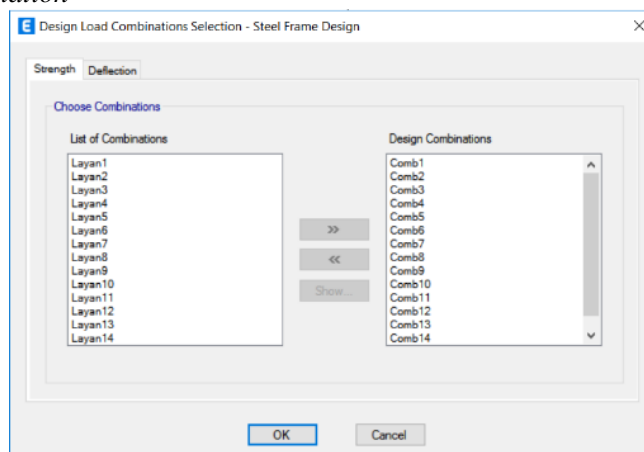 Design Load Combinations Selection - Steel Frame Design
Strength
Deflection
Choose Combinations
List of Combinations
Layan1
Layan2
Layan3
Layan4
Layan5
Layan6
Layan7
Layan8
Layan9
Layan10
Layan11
Layan12
Layan13
Layan14
>>
<<
Show...
Design Combinations
Comb1
Comb2
Comb3
Comb4
Comb5
Comb6
Comb7
Comb8
Comb9
Comb10
Comb11
Comb12
Comb13
Comb14
OK
Cancel